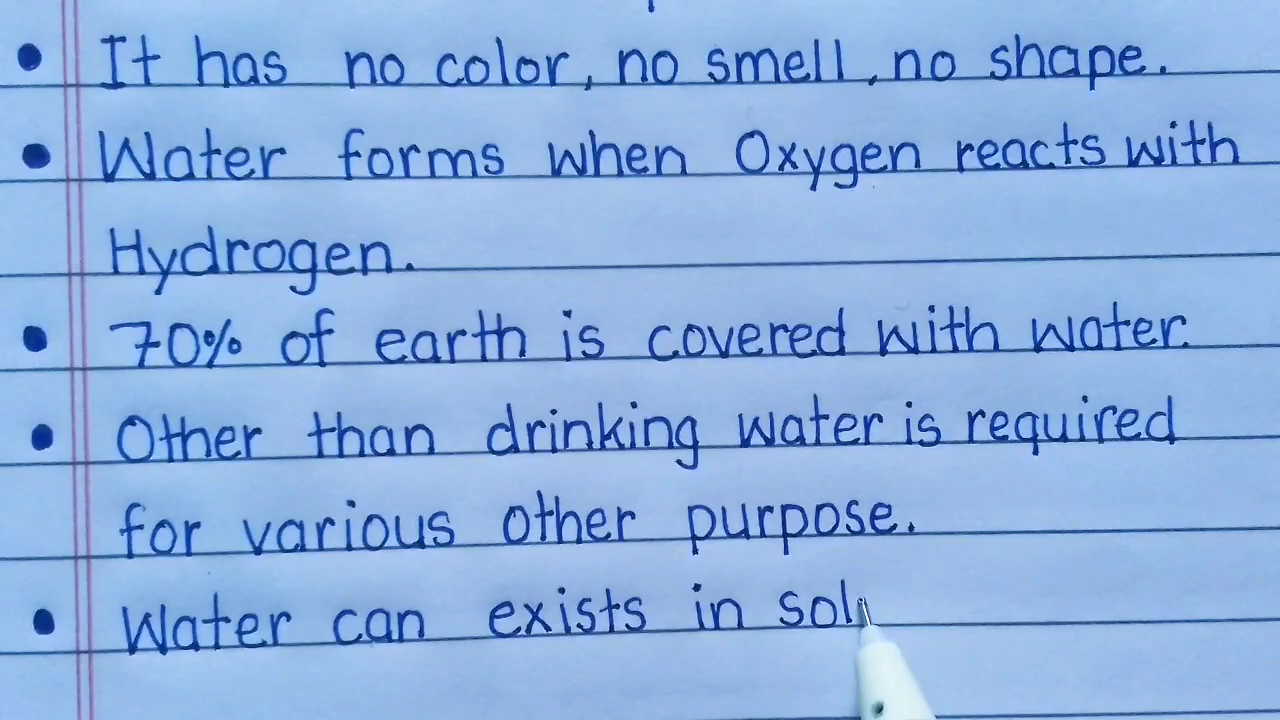 • It has no color, no smell, no shape.
• Water forms when Oxygen reacts with
Hydrogen.
• 70% of earth is covered with water.
• Other than drinking water is required
for various other purpose.
• Water can exists in sol